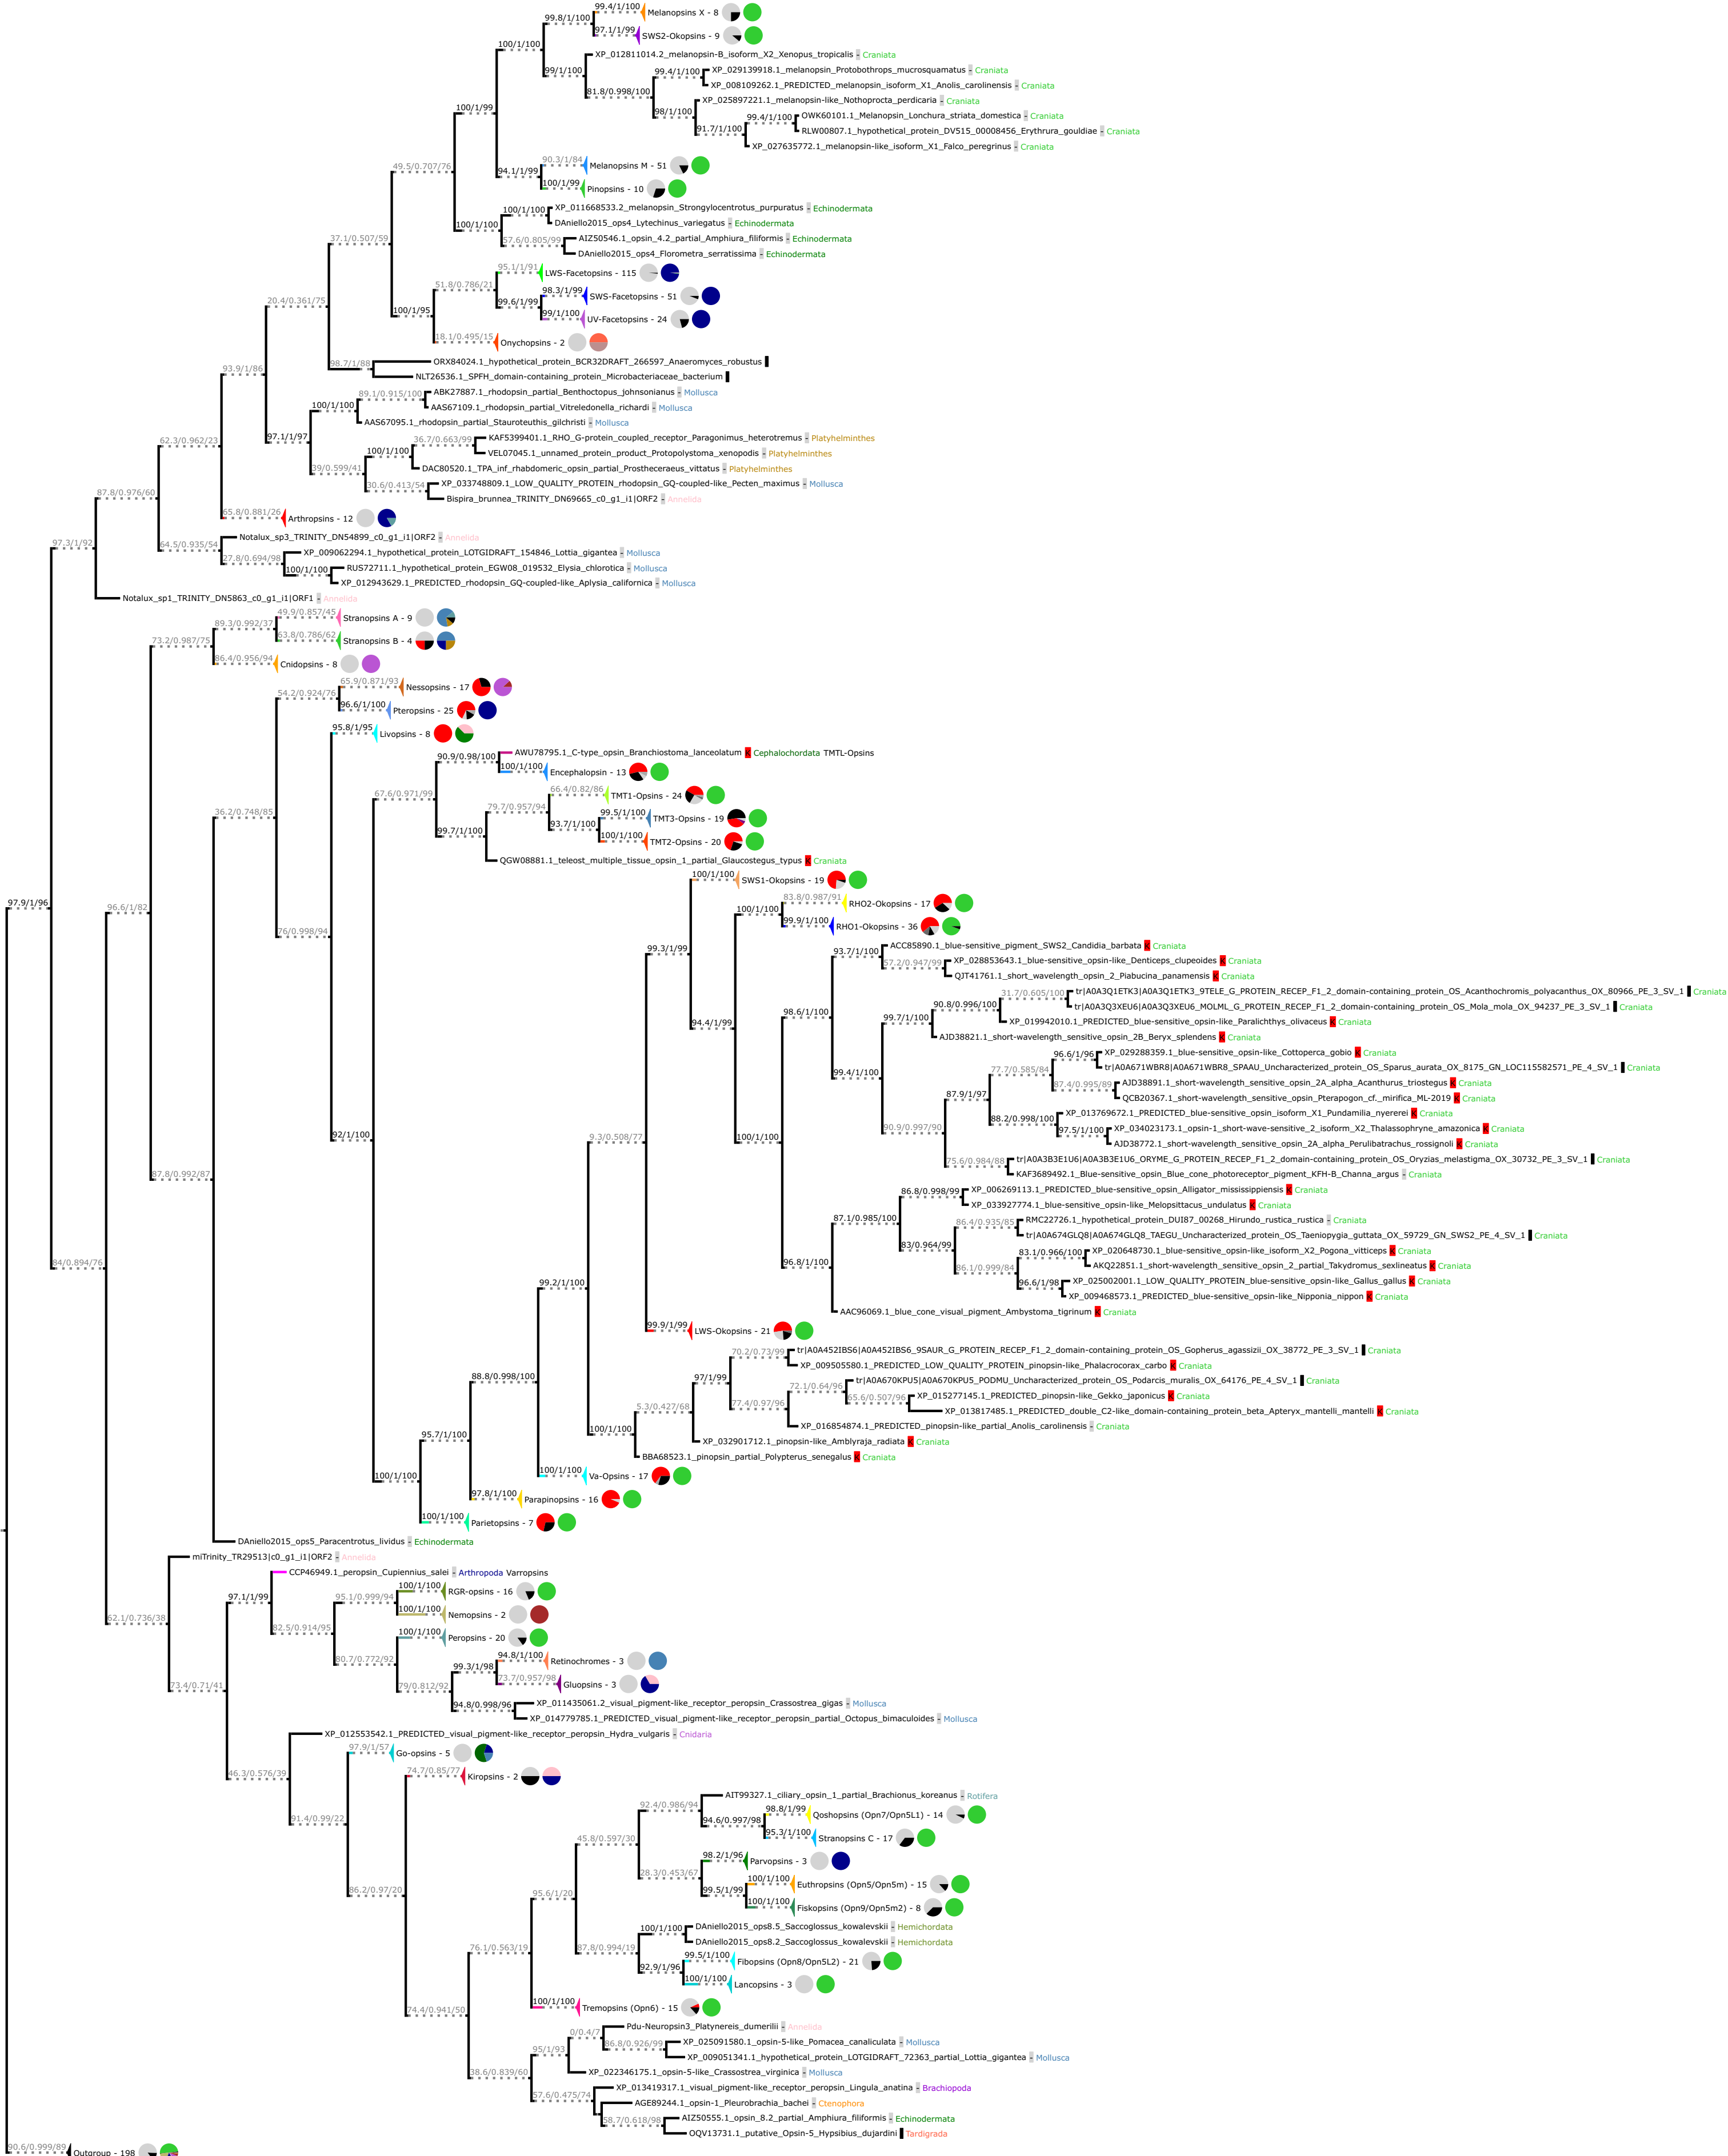 99.4/1/100 Melanopsins X - 8
99.8/1/100
97.1/1/99 SWS2-Okopsins - 9
100/1/100
XP_012811014.2_melanopsin-B_isoform_X2_Xenopus_tropicalis - Craniata
99/1/100
99.4/1/100 XP_029139918.1_melanopsin_Protobothrops_mucrosquamatus - Craniata
XP_008109262.1_PREDICTED_melanopsin_isoform_X1_Anolis_carolinensis - Craniata
81.8/0.998/100
XP_025897221.1_melanopsin-like_Nothoprocta_perdicaria - Craniata
100/1/99
98/1/100
99.4/1/100 OWK60101.1_Melanopsin_Lonchura_striata_domestica - Craniata
RLW00807.1_hypothetical_protein_DV515_00008456_Erythrura_gouldiae - Craniata
91.7/1/100
XP_027635772.1_melanopsin-like_isoform_X1_Falco_peregrinus - Craniata
90.3/1/84 Melanopsins M - 51
49.5/0.707/76
94.1/1/99
100/1/99 Pinopsins - 10
100/1/100 XP_011668533.2_melanopsin_Strongylocentrotus_purpuratus - Echinodermata
DAniello2015_ops4_Lytechinus_variegatus - Echinodermata
100/1/100
AIZ50546.1_opsin_4.2_partial_Amphiura_filiformis - Echinodermata
57.6/0.805/99
37.1/0.507/59
DAniello2015_ops4_Florometra_serratissima - Echinodermata
95.1/1/91 LWS-Facetopsins - 115
51.8/0.786/21
98.3/1/99 SWS-Facetopsins - 51
99.6/1/99
20.4/0.361/75
100/1/95
99/1/100 UV-Facetopsins - 24
18.1/0.495/15 Onychopsins - 2
ORX84024.1_hypothetical_protein_BCR32DRAFT_266597_Anaeromyces_robustus
98.7/1/88
93.9/1/86
NLT26536.1_SPFH_domain-containing_protein_Microbacteriaceae_bacterium
89.1/0.915/100 ABK27887.1_rhodopsin_partial_Benthoctopus_johnsonianus - Mollusca
100/1/100
AAS67109.1_rhodopsin_partial_Vitreledonella_richardi - Mollusca
AAS67095.1_rhodopsin_partial_Stauroteuthis_gilchristi - Mollusca
97.1/1/97
36.7/0.663/99 KAF5399401.1_RHO_G-protein_coupled_receptor_Paragonimus_heterotremus - Platyhelminthes
62.3/0.962/23
100/1/100
VEL07045.1_unnamed_protein_product_Protopolystoma_xenopodis - Platyhelminthes
39/0.599/41
DAC80520.1_TPA_inf_rhabdomeric_opsin_partial_Prostheceraeus_vittatus - Platyhelminthes
30.6/0.413/54 XP_033748809.1_LOW_QUALITY_PROTEIN_rhodopsin_GQ-coupled-like_Pecten_maximus - Mollusca
87.8/0.976/60
Bispira_brunnea_TRINITY_DN69665_c0_g1_i1|ORF2 - Annelida
65.8/0.881/26 Arthropsins - 12
Notalux_sp3_TRINITY_DN54899_c0_g1_i1|ORF2 - Annelida
97.3/1/92
64.5/0.935/54
XP_009062294.1_hypothetical_protein_LOTGIDRAFT_154846_Lottia_gigantea - Mollusca
27.8/0.694/98
RUS72711.1_hypothetical_protein_EGW08_019532_Elysia_chlorotica - Mollusca
100/1/100
XP_012943629.1_PREDICTED_rhodopsin_GQ-coupled-like_Aplysia_californica - Mollusca
Notalux_sp1_TRINITY_DN5863_c0_g1_i1|ORF1 - Annelida
49.9/0.857/45 Stranopsins A - 9
89.3/0.992/37
63.8/0.786/62 Stranopsins B - 4
73.2/0.987/75
86.4/0.956/94 Cnidopsins - 8
65.9/0.871/93 Nessopsins - 17
54.2/0.924/76
96.6/1/100 Pteropsins - 25
95.8/1/95 Livopsins - 8
AWU78795.1_C-type_opsin_Branchiostoma_lanceolatum K Cephalochordata TMTL-Opsins
90.9/0.98/100
100/1/100 Encephalopsin - 13
67.6/0.971/99
66.4/0.82/86 TMT1-Opsins - 24
79.7/0.957/94
36.2/0.748/85
99.5/1/100 TMT3-Opsins - 19
93.7/1/100
99.7/1/100
100/1/100 TMT2-Opsins - 20
QGW08881.1_teleost_multiple_tissue_opsin_1_partial_Glaucostegus_typus K Craniata
100/1/100 SWS1-Okopsins - 19
83.8/0.987/91 RHO2-Okopsins - 17
97.9/1/96
96.6/1/82
100/1/100
99.9/1/100 RHO1-Okopsins - 36
76/0.998/94
ACC85890.1_blue-sensitive_pigment_SWS2_Candidia_barbata K Craniata
99.3/1/99
93.7/1/100
XP_028853643.1_blue-sensitive_opsin-like_Denticeps_clupeoides K Craniata
57.2/0.947/99
QJT41761.1_short_wavelength_opsin_2_Piabucina_panamensis K Craniata
31.7/0.605/100 tr|A0A3Q1ETK3|A0A3Q1ETK3_9TELE_G_PROTEIN_RECEP_F1_2_domain-containing_protein_OS_Acanthochromis_polyacanthus_OX_80966_PE_3_SV_1 Craniata
90.8/0.996/100
tr|A0A3Q3XEU6|A0A3Q3XEU6_MOLML_G_PROTEIN_RECEP_F1_2_domain-containing_protein_OS_Mola_mola_OX_94237_PE_3_SV_1 Craniata
98.6/1/100
94.4/1/99
99.7/1/100
XP_019942010.1_PREDICTED_blue-sensitive_opsin-like_Paralichthys_olivaceus K Craniata
AJD38821.1_short-wavelength_sensitive_opsin_2B_Beryx_splendens K Craniata
96.6/1/96 XP_029288359.1_blue-sensitive_opsin-like_Cottoperca_gobio K Craniata
77.7/0.585/84
tr|A0A671WBR8|A0A671WBR8_SPAAU_Uncharacterized_protein_OS_Sparus_aurata_OX_8175_GN_LOC115582571_PE_4_SV_1 Craniata
99.4/1/100
87.4/0.995/89 AJD38891.1_short-wavelength_sensitive_opsin_2A_alpha_Acanthurus_triostegus K Craniata
87.9/1/97
QCB20367.1_short-wavelength_sensitive_opsin_Pterapogon_cf._mirifica_ML-2019 K Craniata
XP_013769672.1_PREDICTED_blue-sensitive_opsin_isoform_X1_Pundamilia_nyererei K Craniata
88.2/0.998/100
XP_034023173.1_opsin-1_short-wave-sensitive_2_isoform_X2_Thalassophryne_amazonica K Craniata
97.5/1/100
92/1/100
9.3/0.508/77
100/1/100
90.9/0.997/90
AJD38772.1_short-wavelength_sensitive_opsin_2A_alpha_Perulibatrachus_rossignoli K Craniata
tr|A0A3B3E1U6|A0A3B3E1U6_ORYME_G_PROTEIN_RECEP_F1_2_domain-containing_protein_OS_Oryzias_melastigma_OX_30732_PE_3_SV_1 Craniata
75.6/0.984/88
87.8/0.992/87
KAF3689492.1_Blue-sensitive_opsin_Blue_cone_photoreceptor_pigment_KFH-B_Channa_argus - Craniata
86.8/0.998/99 XP_006269113.1_PREDICTED_blue-sensitive_opsin_Alligator_mississippiensis K Craniata
87.1/0.985/100
XP_033927774.1_blue-sensitive_opsin-like_Melopsittacus_undulatus K Craniata
86.4/0.935/85 RMC22726.1_hypothetical_protein_DUI87_00268_Hirundo_rustica_rustica - Craniata
tr|A0A674GLQ8|A0A674GLQ8_TAEGU_Uncharacterized_protein_OS_Taeniopygia_guttata_OX_59729_GN_SWS2_PE_4_SV_1 Craniata
83/0.964/99
83.1/0.966/100 XP_020648730.1_blue-sensitive_opsin-like_isoform_X2_Pogona_vitticeps K Craniata
84/0.894/76
96.8/1/100
86.1/0.999/84
AKQ22851.1_short-wavelength_sensitive_opsin_2_partial_Takydromus_sexlineatus K Craniata
99.2/1/100
96.6/1/98 XP_025002001.1_LOW_QUALITY_PROTEIN_blue-sensitive_opsin-like_Gallus_gallus K Craniata
XP_009468573.1_PREDICTED_blue-sensitive_opsin-like_Nipponia_nippon K Craniata
AAC96069.1_blue_cone_visual_pigment_Ambystoma_tigrinum K Craniata
99.9/1/99 LWS-Okopsins - 21
70.2/0.73/99 tr|A0A452IBS6|A0A452IBS6_9SAUR_G_PROTEIN_RECEP_F1_2_domain-containing_protein_OS_Gopherus_agassizii_OX_38772_PE_3_SV_1 Craniata
97/1/99
XP_009505580.1_PREDICTED_LOW_QUALITY_PROTEIN_pinopsin-like_Phalacrocorax_carbo K Craniata
88.8/0.998/100
72.1/0.64/96 tr|A0A670KPU5|A0A670KPU5_PODMU_Uncharacterized_protein_OS_Podarcis_muralis_OX_64176_PE_4_SV_1 Craniata
77.4/0.97/96
65.6/0.507/96 XP_015277145.1_PREDICTED_pinopsin-like_Gekko_japonicus K Craniata
5.3/0.427/68
XP_013817485.1_PREDICTED_double_C2-like_domain-containing_protein_beta_Apteryx_mantelli_mantelli K Craniata
XP_016854874.1_PREDICTED_pinopsin-like_partial_Anolis_carolinensis - Craniata
95.7/1/100
100/1/100
XP_032901712.1_pinopsin-like_Amblyraja_radiata K Craniata
BBA68523.1_pinopsin_partial_Polypterus_senegalus K Craniata
100/1/100
100/1/100 Va-Opsins - 17
97.8/1/100 Parapinopsins - 16
100/1/100 Parietopsins - 7
DAniello2015_ops5_Paracentrotus_lividus - Echinodermata
miTrinity_TR29513|c0_g1_i1|ORF2 - Annelida
CCP46949.1_peropsin_Cupiennius_salei - Arthropoda Varropsins
97.1/1/99
100/1/100 RGR-opsins - 16
95.1/0.999/94
100/1/100 Nemopsins - 2
62.1/0.736/38
82.5/0.914/95
100/1/100 Peropsins - 20
80.7/0.772/92
94.8/1/100 Retinochromes - 3
99.3/1/98
73.7/0.957/98 Gluopsins - 3
73.4/0.71/41
79/0.812/92
XP_011435061.2_visual_pigment-like_receptor_peropsin_Crassostrea_gigas - Mollusca
94.8/0.998/96
XP_014779785.1_PREDICTED_visual_pigment-like_receptor_peropsin_partial_Octopus_bimaculoides - Mollusca
XP_012553542.1_PREDICTED_visual_pigment-like_receptor_peropsin_Hydra_vulgaris - Cnidaria
97.9/1/57 Go-opsins - 5
46.3/0.576/39
74.7/0.85/77 Kiropsins - 2
AIT99327.1_ciliary_opsin_1_partial_Brachionus_koreanus - Rotifera
92.4/0.986/94
98.8/1/99 Qoshopsins (Opn7/Opn5L1) - 14
91.4/0.99/22
94.6/0.997/98
95.3/1/100 Stranopsins C - 17
45.8/0.597/30
98.2/1/96 Parvopsins - 3
28.3/0.453/67
100/1/100 Euthropsins (Opn5/Opn5m) - 15
86.2/0.97/20
95.6/1/20
99.5/1/99
100/1/100 Fiskopsins (Opn9/Opn5m2) - 8
DAniello2015_ops8.5_Saccoglossus_kowalevskii - Hemichordata
100/1/100
DAniello2015_ops8.2_Saccoglossus_kowalevskii - Hemichordata
76.1/0.563/19
87.8/0.994/19
99.5/1/100 Fibopsins (Opn8/Opn5L2) - 21
92.9/1/96
100/1/100 Lancopsins - 3
100/1/100 Tremopsins (Opn6) - 15
74.4/0.941/50
Pdu-Neuropsin3_Platynereis_dumerilii - Annelida
0/0.4/7
XP_025091580.1_opsin-5-like_Pomacea_canaliculata - Mollusca
86.8/0.926/99
95/1/93
XP_009051341.1_hypothetical_protein_LOTGIDRAFT_72363_partial_Lottia_gigantea - Mollusca
38.6/0.839/60
XP_022346175.1_opsin-5-like_Crassostrea_virginica - Mollusca
XP_013419317.1_visual_pigment-like_receptor_peropsin_Lingula_anatina - Brachiopoda
57.6/0.475/74
AGE89244.1_opsin-1_Pleurobrachia_bachei - Ctenophora
AIZ50555.1_opsin_8.2_partial_Amphiura_filiformis - Echinodermata
58.7/0.618/98
OQV13731.1_putative_Opsin-5_Hypsibius_dujardini Tardigrada
90.6/0.999/89 Outgroup - 198